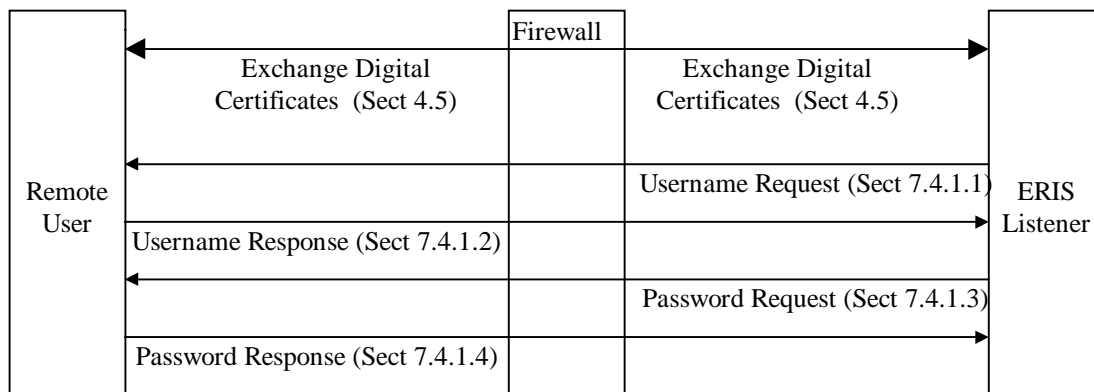 Firewall
Exchange Digital
Certificates (Sect 4.5)
Exchange Digital
Certificates (Sect 4.5)
Remote
User
ERIS
Listener
Username Request (Sect 7.4.1.1)
Username Response (Sect 7.4.1.2)
Password Request (Sect 7.4.1.3)
Password Response (Sect 7.4.1.4)